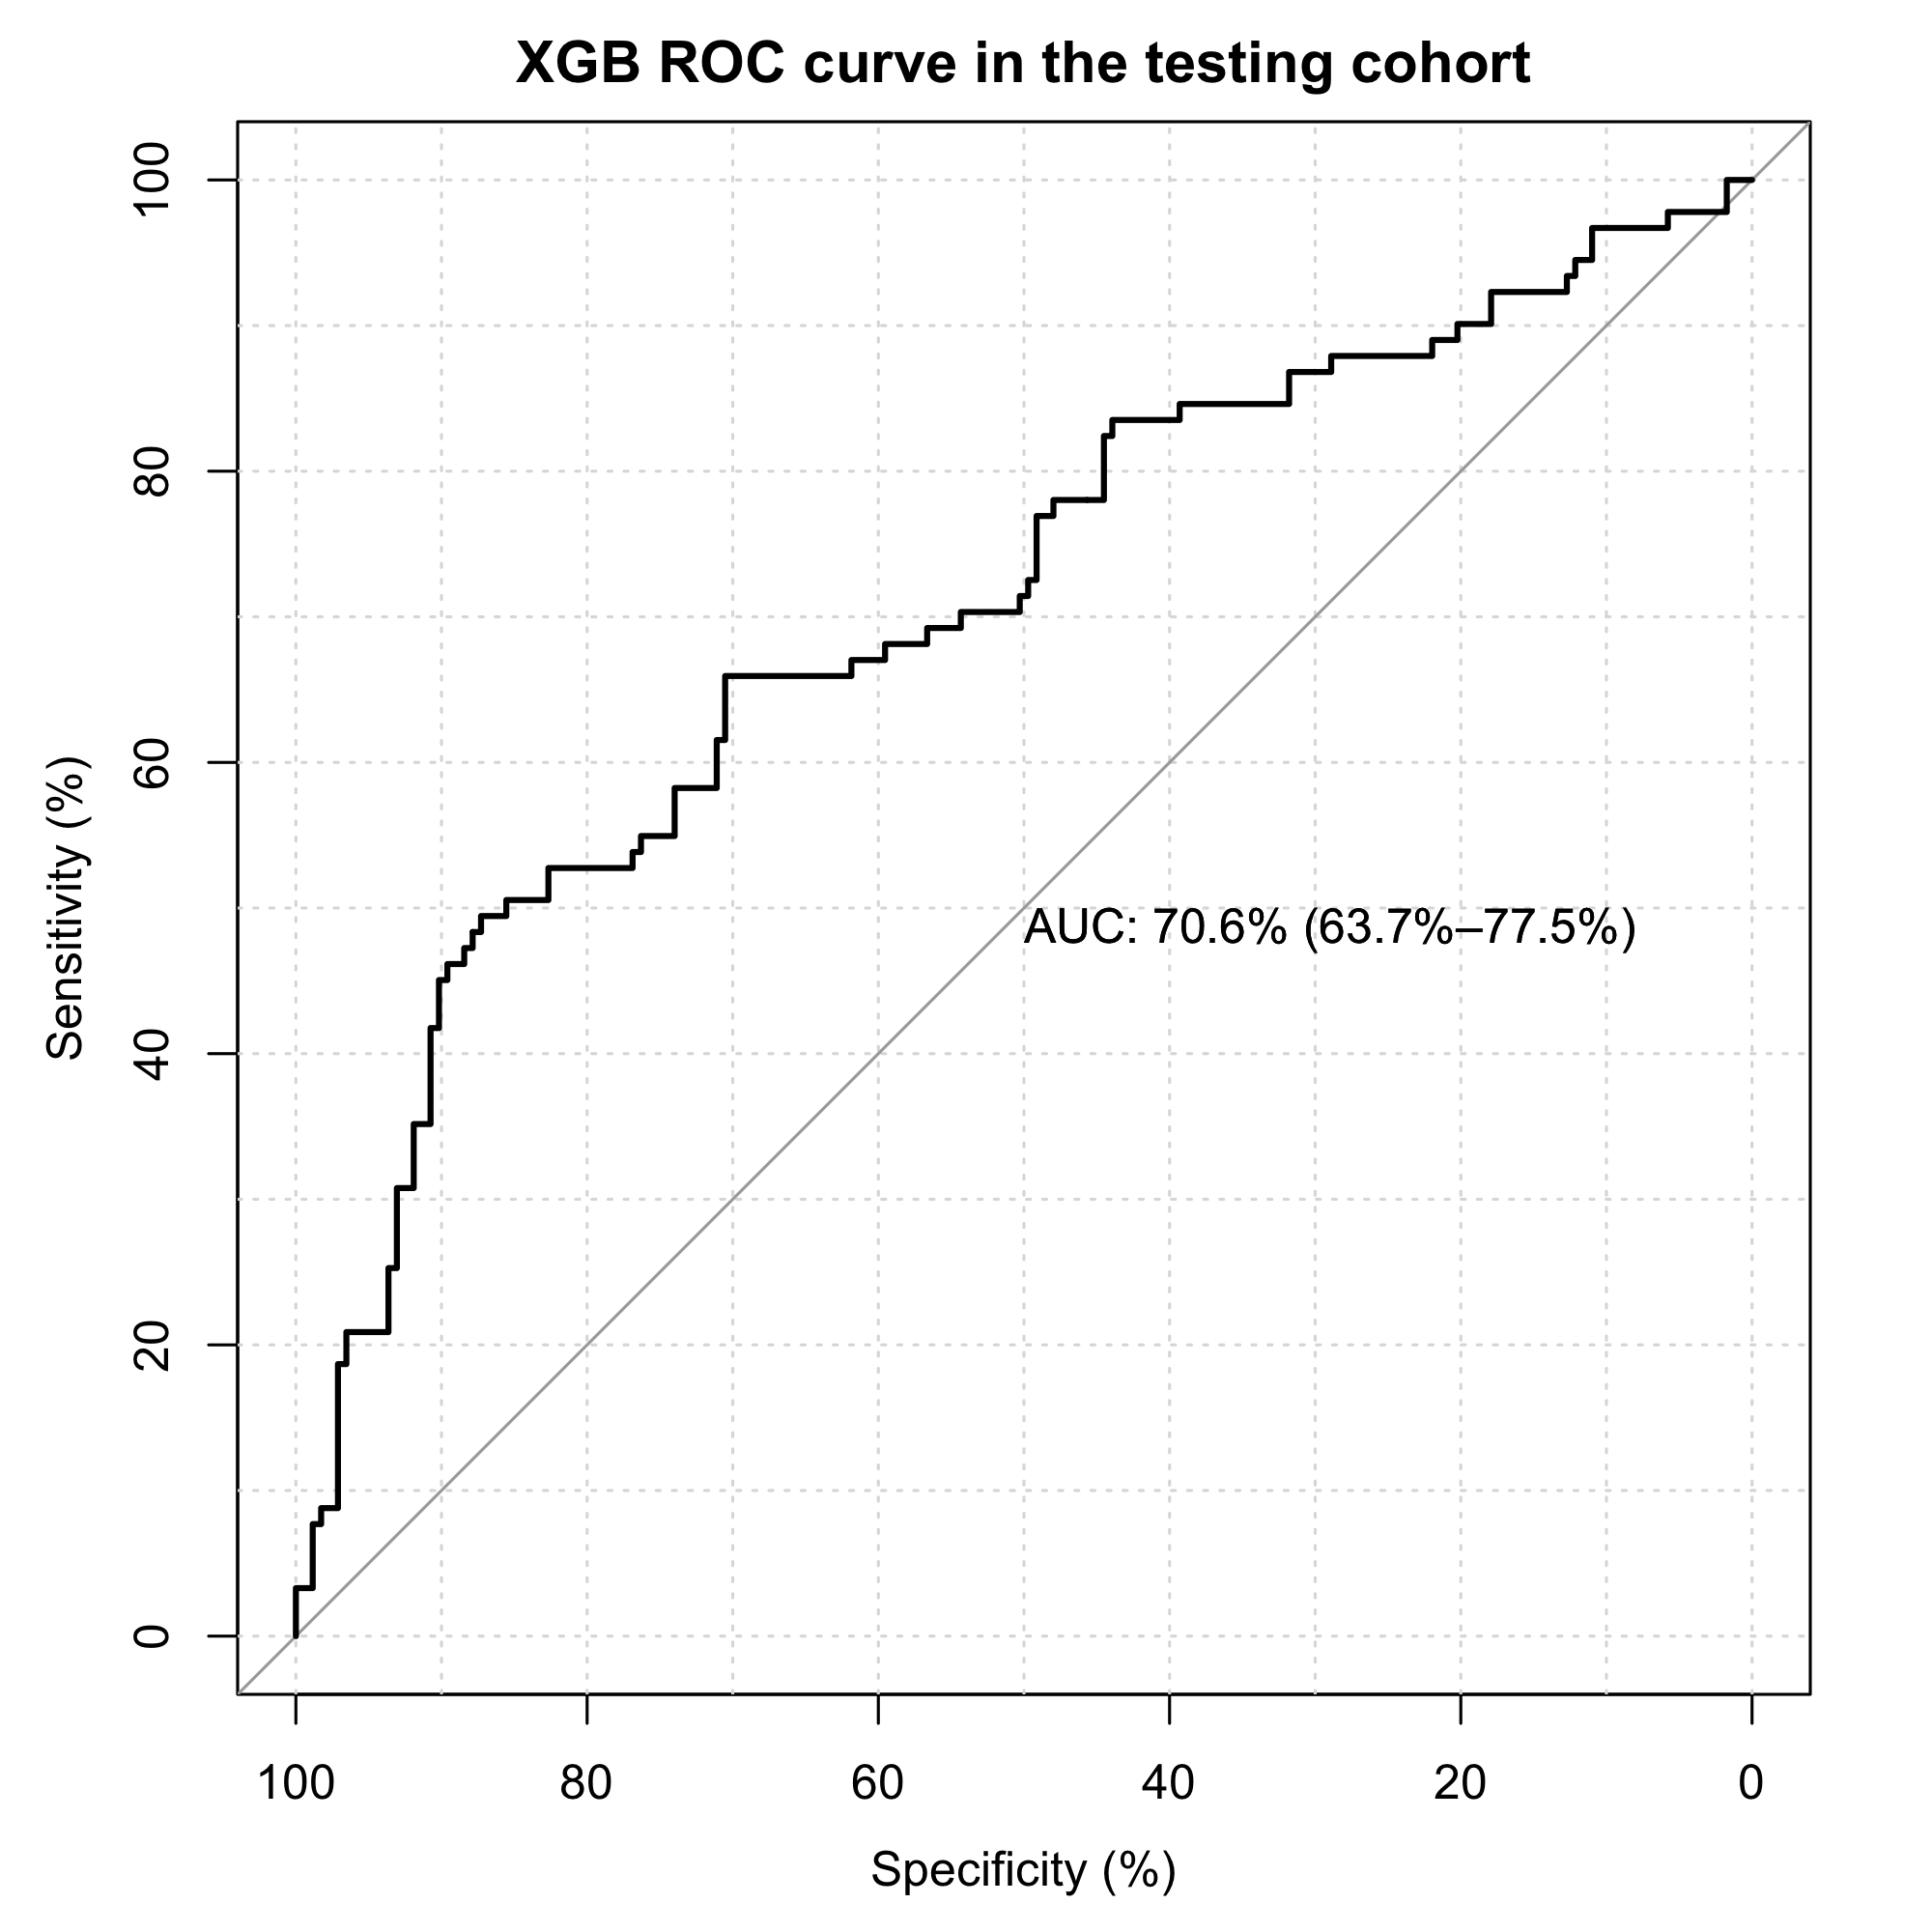 XGB ROC curve in the testing cohort
Sensitivity (%)
100
80
60
40
20
0
AUC: 70.6% (63.7%–77.5%)
100 80 60 40 20 0
Specificity (%)